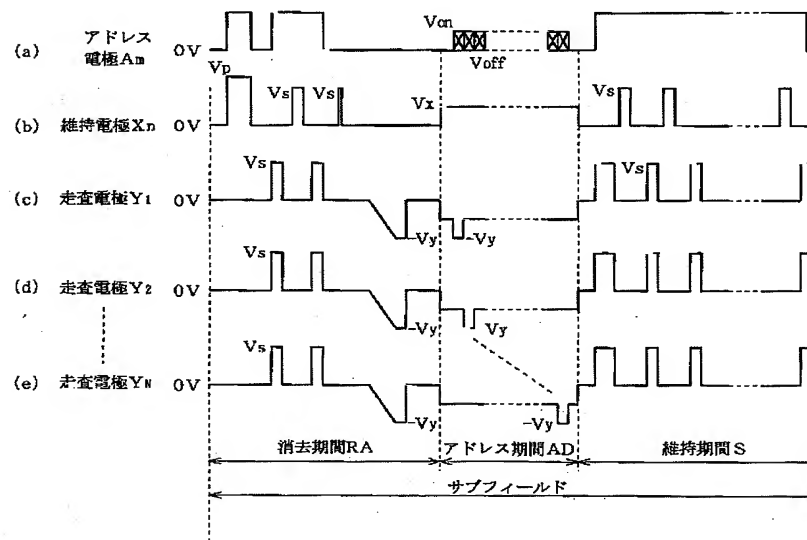 (a) アドレス
電極Am 0V Von Voff
Vp
(b) 維持電極Xn 0V Vs Vs Vx Vs
(c) 走査電極Y1 0V Vs -Vy -Vy Vs
(d) 走査電極Y2 0V Vs -Vy Vy
(e) 走査電極YN 0V Vs -Vy -Vy
消去期間RA アドレス期間AD 維持期間S
サブフィールド